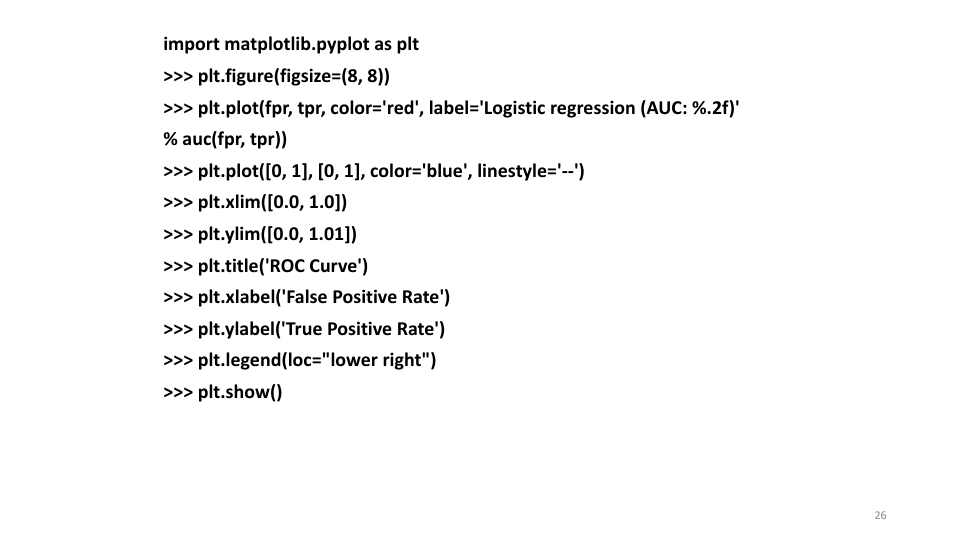 import matplotlib.pyplot as plt
>>> plt.figure(figsize=(8, 8))
>>> plt.plot(fpr, tpr, color='red', label='Logistic regression (AUC: %.2f)'
% auc(fpr, tpr))
>>> plt.plot([0, 1], [0, 1], color='blue', linestyle='--')
>>> plt.xlim([0.0, 1.0])
>>> plt.ylim([0.0, 1.01])
>>> plt.title('ROC Curve')
>>> plt.xlabel('False Positive Rate')
>>> plt.ylabel('True Positive Rate')
>>> plt.legend(loc="lower right")
>>> plt.show()
26